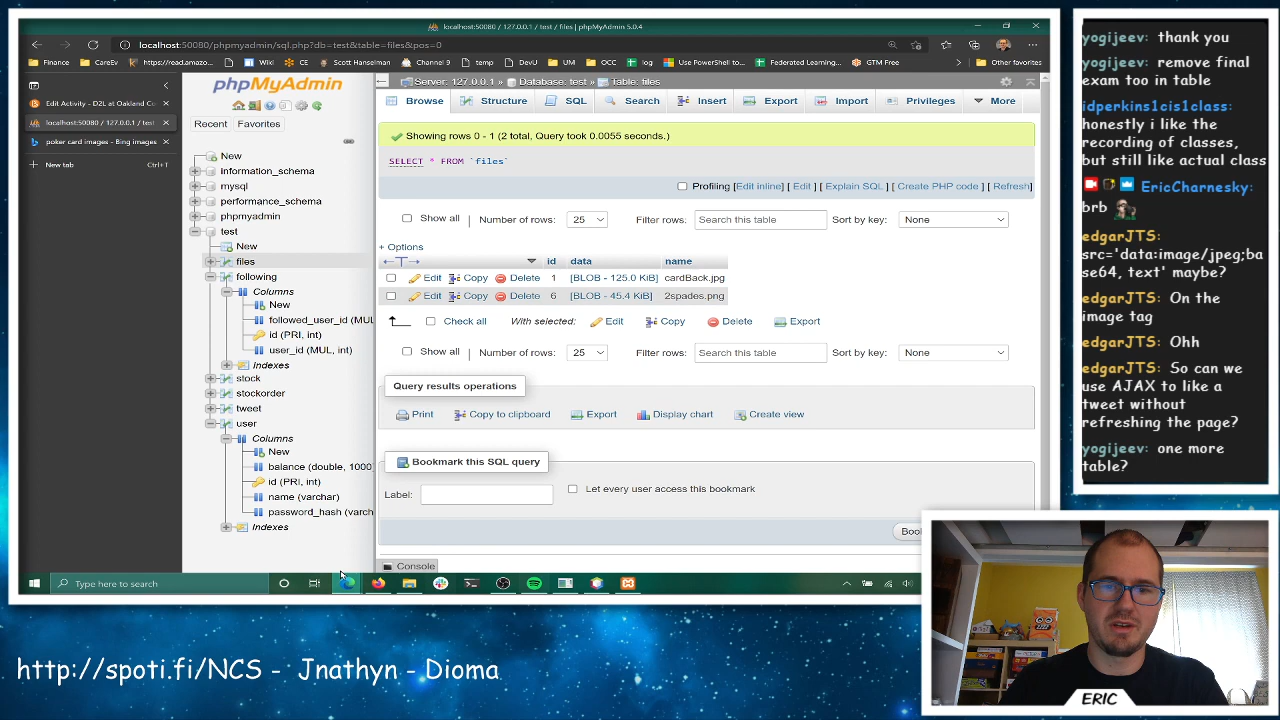 localhost:50080 / 127.0.0.1 / test / files | phpMyAdmin 5.0.4
localhost:50080/phpmyadmin/sql.php?db=test&table=files&pos=0
Finance
CareEv
https://read.amazo...
Wiki
CE
Scott Hanselman
Channel 9
temp
DevU
UM
OCC
log
Use PowerShell to...
Federated Learning...
GTM Free
Other favorites
Edit Activity - D2L at Oakland Co
localhost:50080 / 127.0.0.1 / test
poker card images - Bing images
New tab
Ctrl+T
phpMyAdmin
Recent
Favorites
New
information_schema
mysql
performance_schema
phpmyadmin
test
New
files
following
Columns
New
followed_user_id (MUL
id (PRI, int)
user_id (MUL, int)
Indexes
stock
stockorder
tweet
user
Columns
New
balance (double, 1000)
id (PRI, int)
name (varchar)
password_hash (varch
Indexes
Server: 127.0.0.1 » Database: test » Table: files
Browse
Structure
SQL
Search
Insert
Export
Import
Privileges
More
Showing rows 0 - 1 (2 total, Query took 0.0055 seconds.)
SELECT * FROM `files`
Profiling [Edit inline] [ Edit ] [ Explain SQL ] [ Create PHP code ] [ Refresh]
Show all
Number of rows: 25
Filter rows: Search this table
Sort by key: None
+ Options
←T→
id data name
Edit Copy Delete 1 [BLOB - 125.0 KiB] cardBack.jpg
Edit Copy Delete 6 [BLOB - 45.4 KiB] 2spades.png
Check all With selected: Edit Copy Delete Export
Show all
Number of rows: 25
Filter rows: Search this table
Sort by key: None
Query results operations
Print Copy to clipboard Export Display chart Create view
Bookmark this SQL query
Label:
Let every user access this bookmark
Console
Type here to search
yogijeev: thank you
yogijeev: remove final
exam too in table
idperkins1cis1class:
honestly i like the
recording of classes,
but still like actual class
EricCharnesky:
brb
edgarJTS:
src='data:image/jpeg;ba
se64, text' maybe?
edgarJTS: On the
image tag
edgarJTS: Ohh
edgarJTS: So can we
use AJAX to like a
tweet without
refreshing the page?
yogijeev: one more
table?
ERIC
http://spoti.fi/NCS - Jnathyn - Dioma